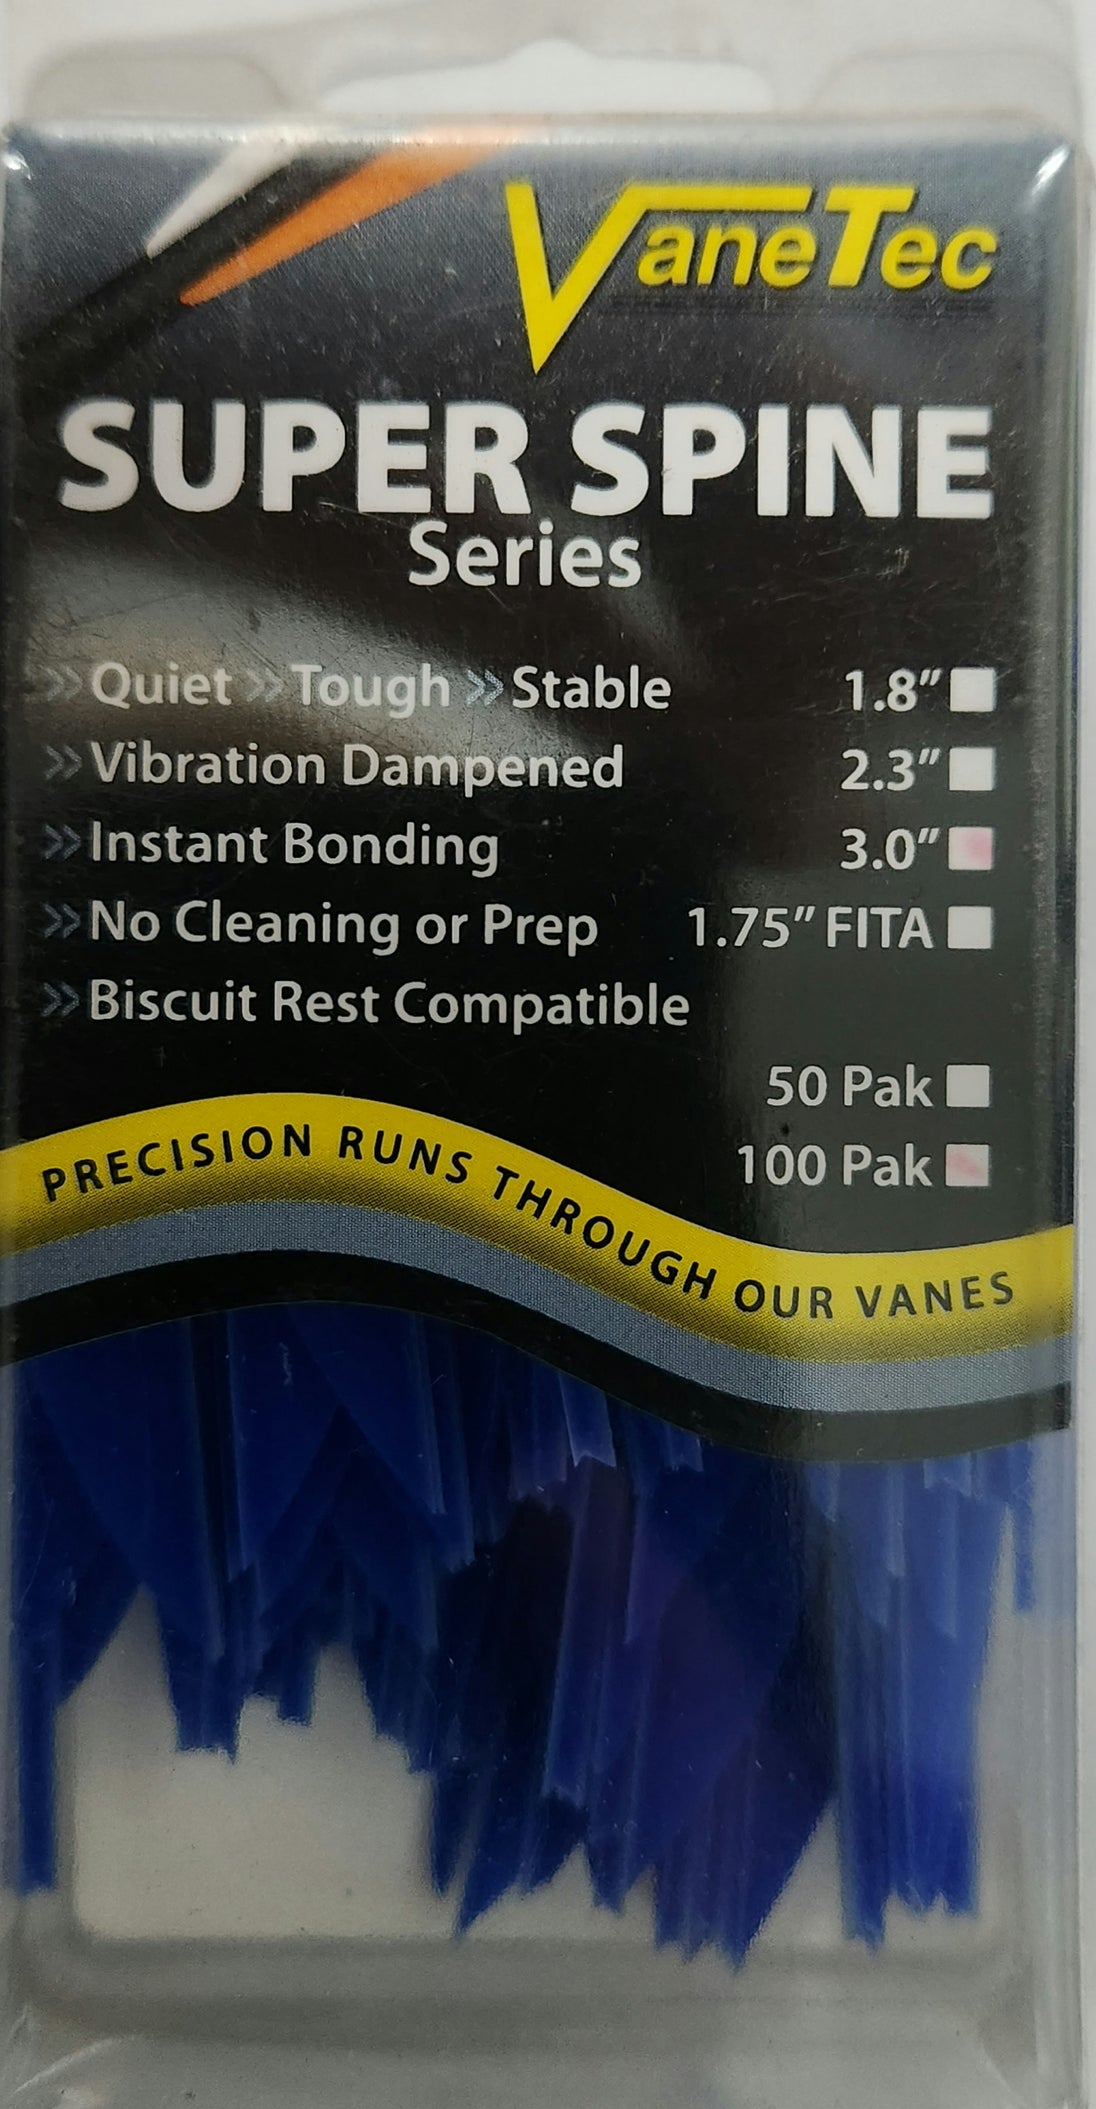 VaneTec
SUPER SPINE
Series
» Quiet » Tough » Stable 1.8"
» Vibration Dampened 2.3"
» Instant Bonding 3.0"
» No Cleaning or Prep 1.75" FITA
» Biscuit Rest Compatible
50 Pak
100 Pak
PRECISION RUNS THROUGH OUR VANES